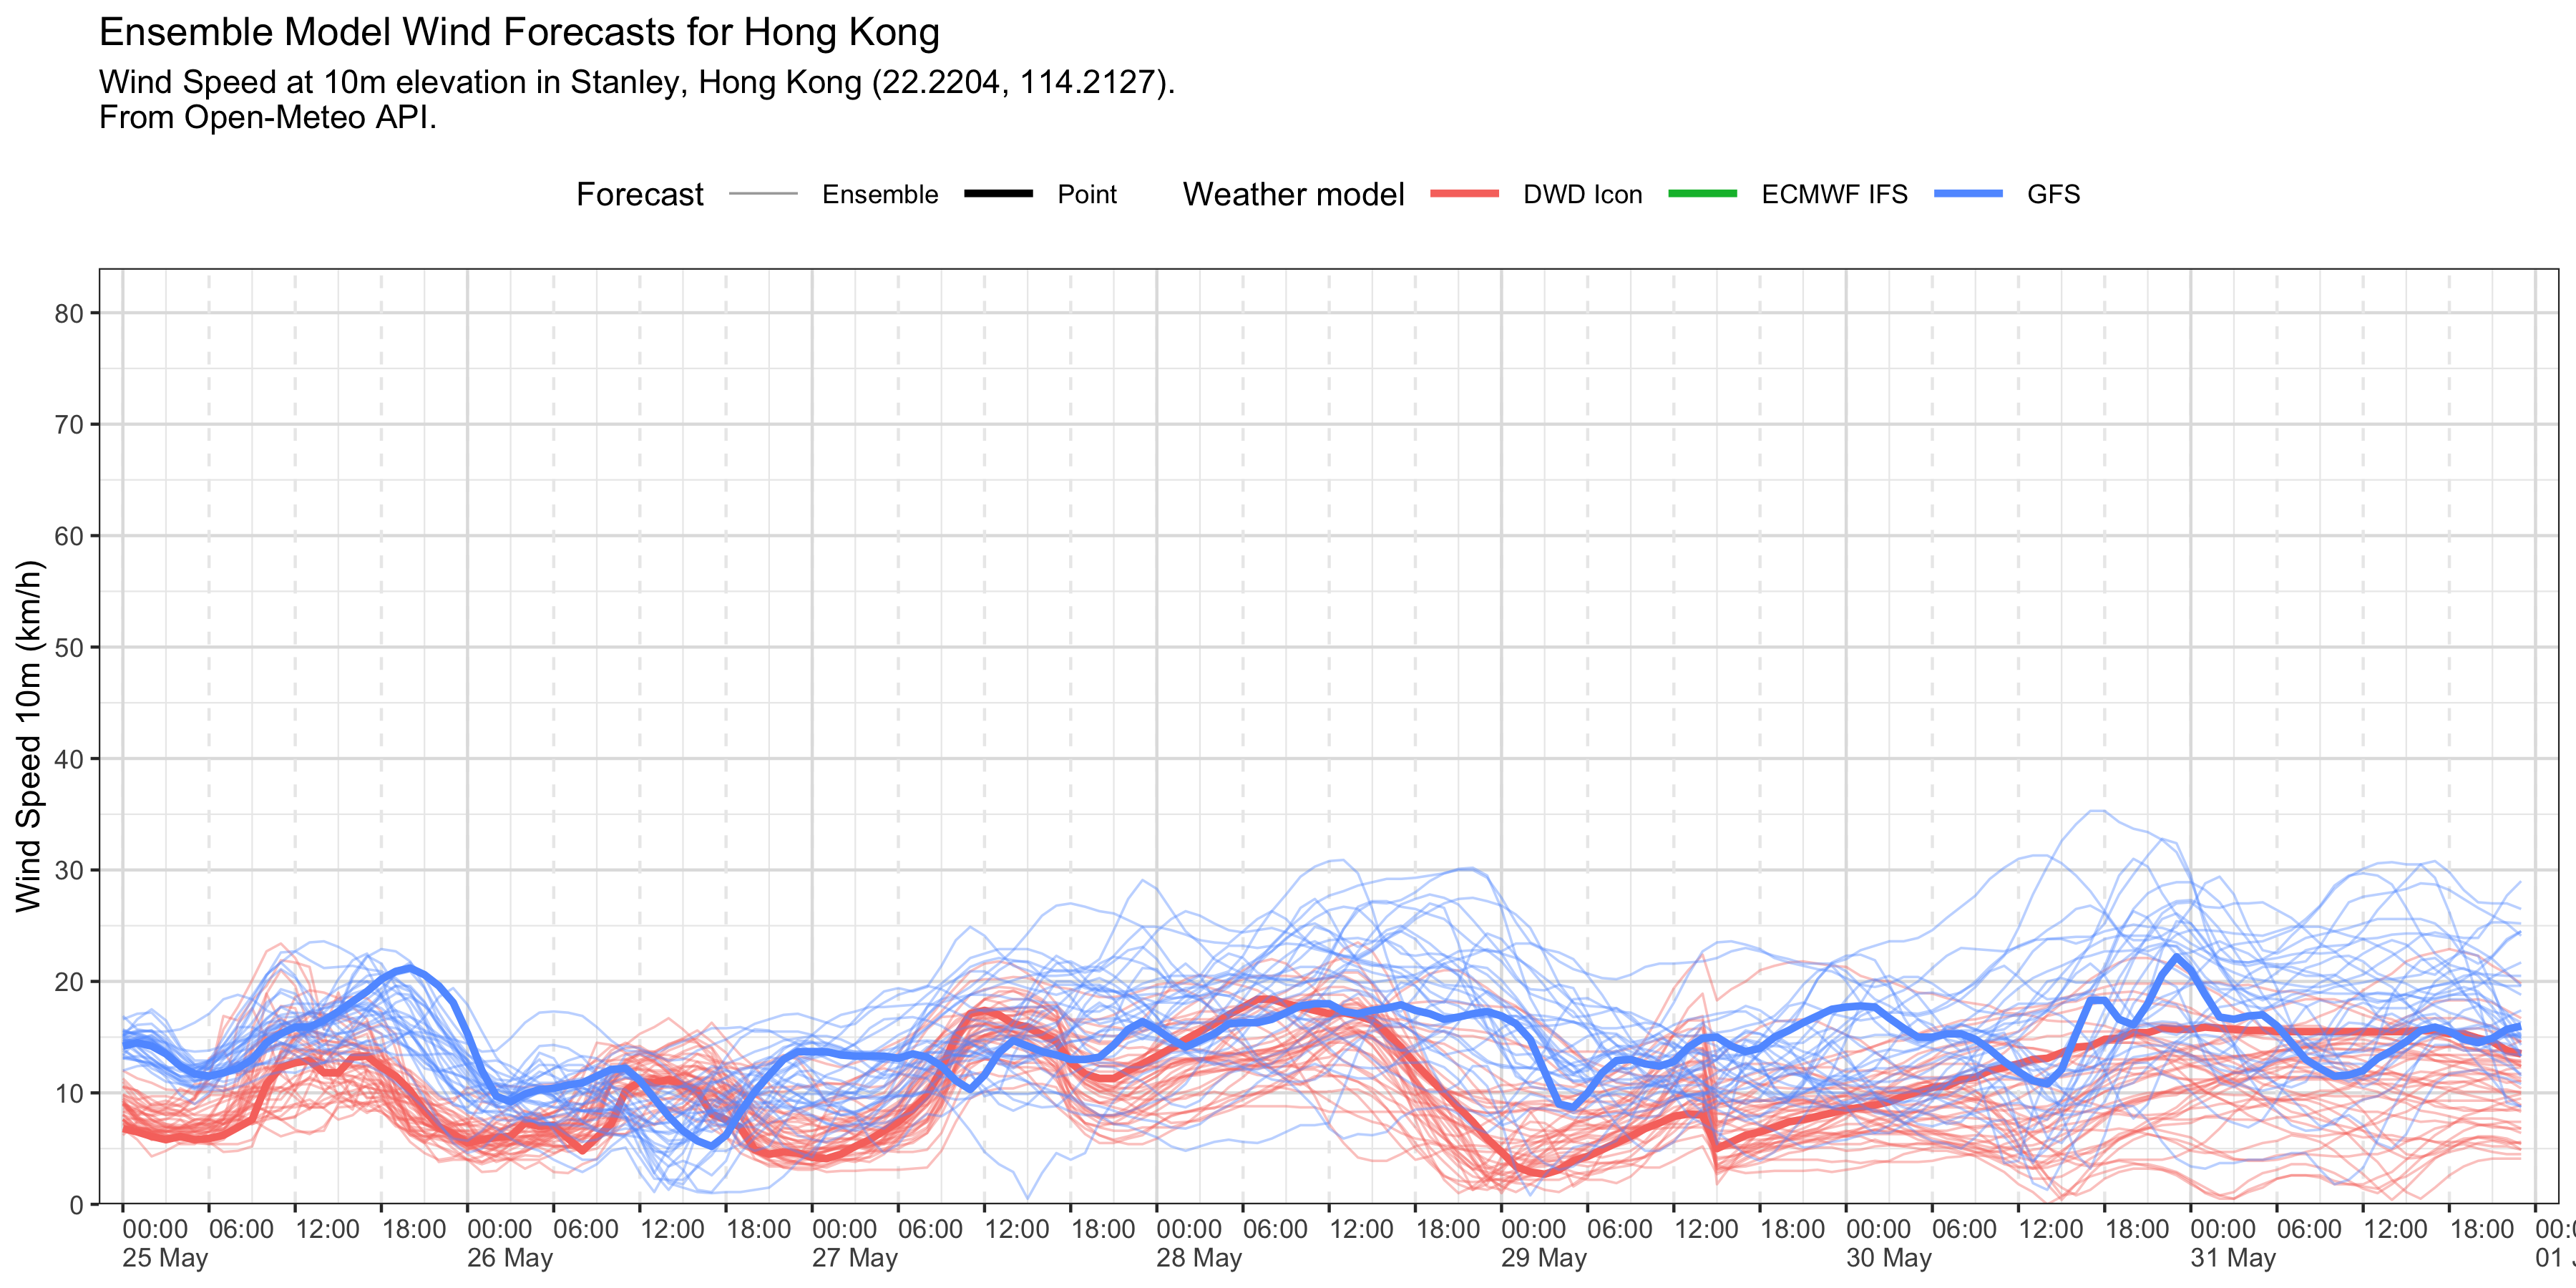 Ensemble Model Wind Forecasts for Hong Kong
Wind Speed at 10m elevation in Stanley, Hong Kong (22.2204, 114.2127).
From Open-Meteo API.
Forecast Ensemble Point Weather model DWD Icon ECMWF IFS GFS
Wind Speed 10m (km/h)
80
70
60
50
40
30
20
10
0
00:00 06:00 12:00 18:00 00:00 06:00 12:00 18:00 00:00 06:00 12:00 18:00 00:00 06:00 12:00 18:00 00:00 06:00 12:00 18:00 00:00 06:00 12:00 18:00 00:00 06:00 12:00 18:00
25 May 26 May 27 May 28 May 29 May 30 May 31 May 01